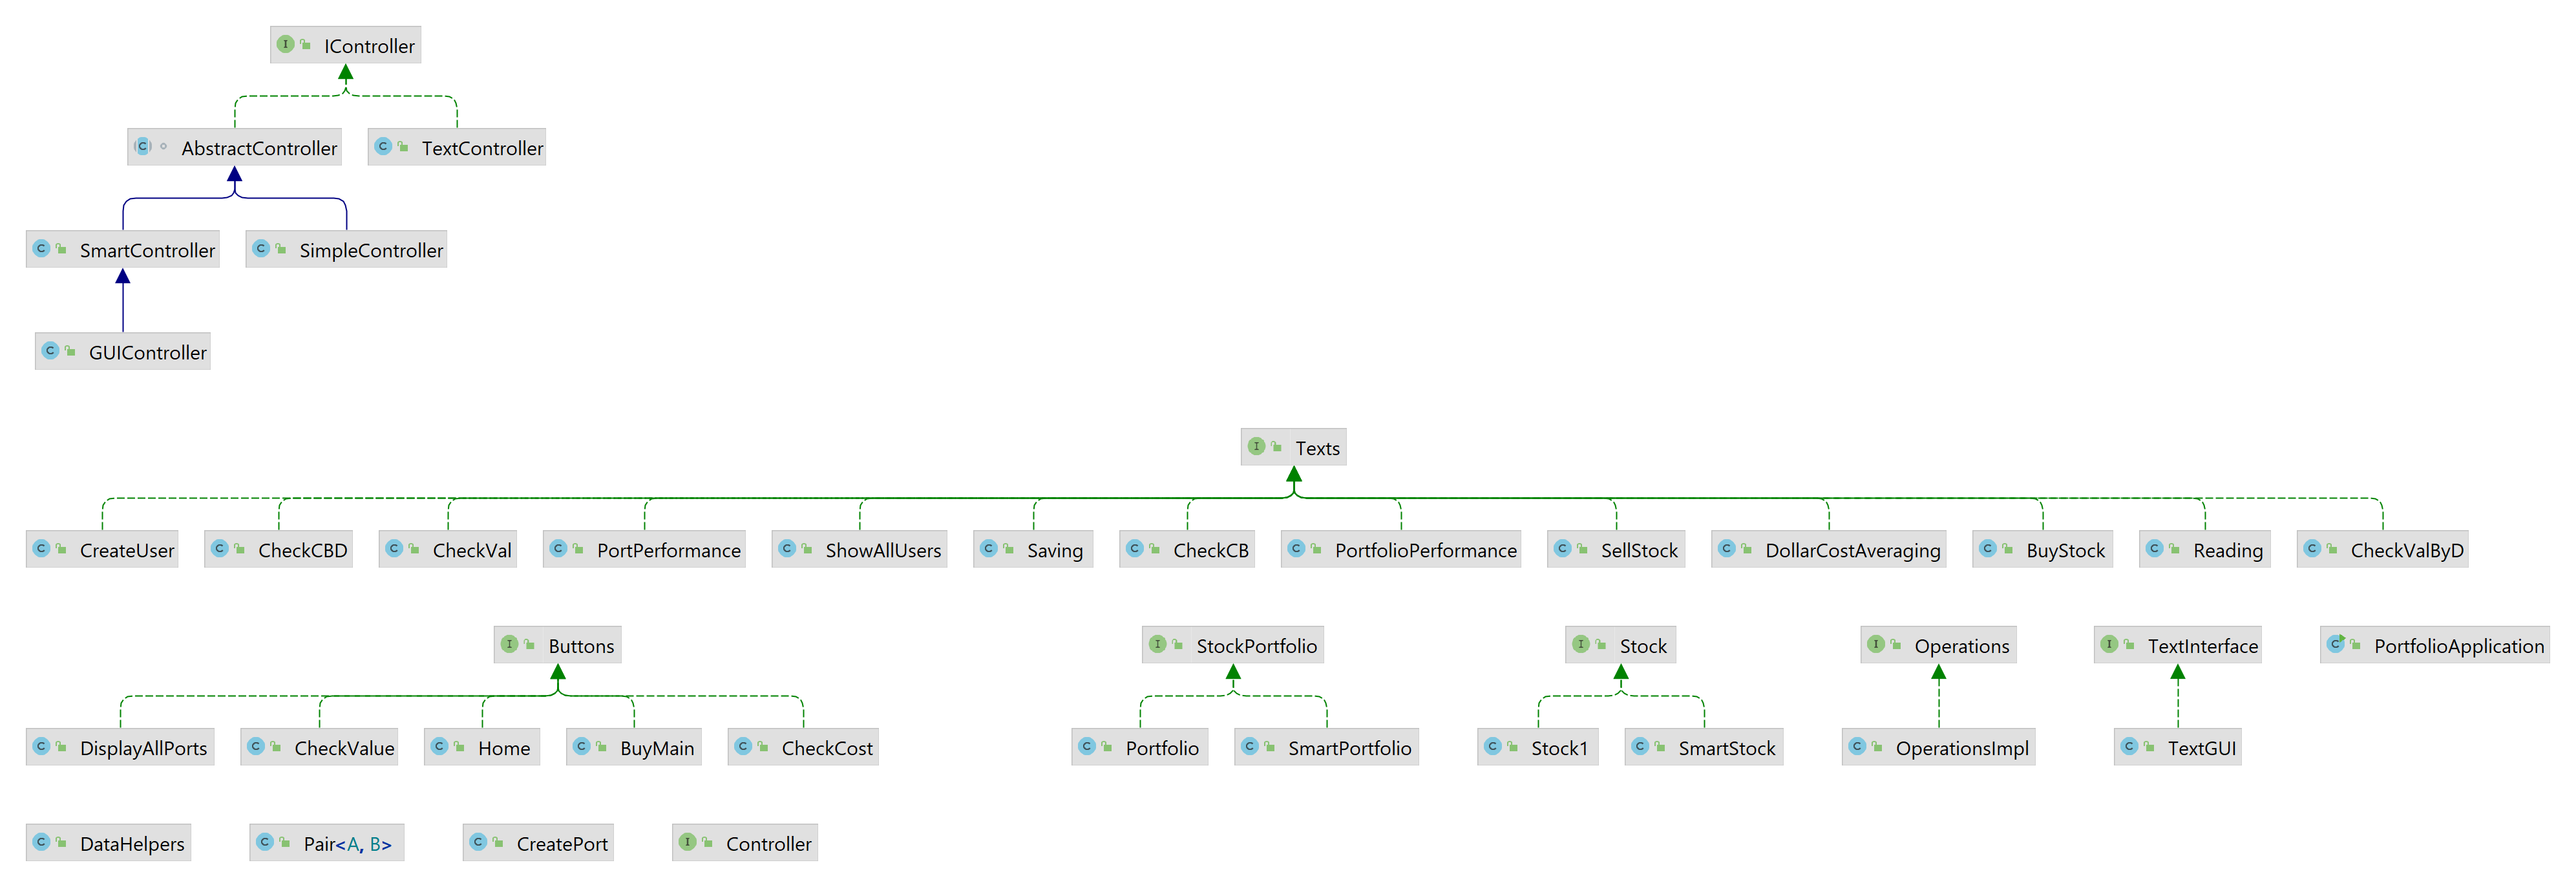 IController
AbstractController
TextController
SmartController
SimpleController
GUIController
Texts
CreateUser
CheckCBD
CheckVal
PortPerformance
ShowAllUsers
Saving
CheckCB
PortfolioPerformance
SellStock
DollarCostAveraging
BuyStock
Reading
CheckValByD
Buttons
StockPortfolio
Stock
Operations
TextInterface
PortfolioApplication
DisplayAllPorts
CheckValue
Home
BuyMain
CheckCost
Portfolio
SmartPortfolio
Stock1
SmartStock
OperationsImpl
TextGUI
DataHelpers
Pair<A, B>
CreatePort
Controller